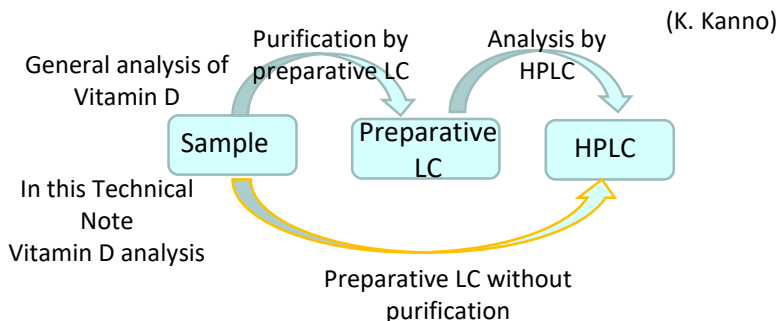 (K. Kanno)
General analysis of
Vitamin D
Purification by
preparative LC
Analysis by
HPLC
Sample
Preparative
LC
HPLC
In this Technical
Note
Vitamin D analysis
Preparative LC without
purification